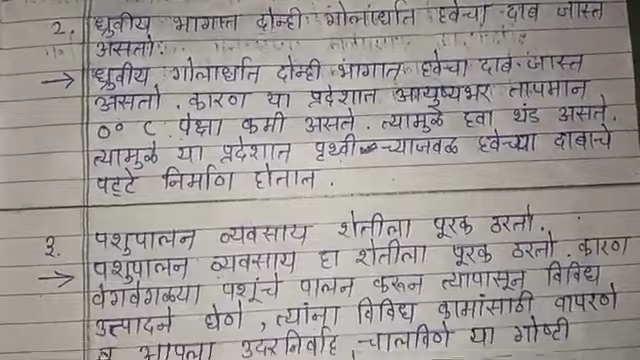 2. ध्रुवीय भागात दोन्ही गोलार्धात हवेचा दाब जास्त
असतो.
→ ध्रुवीय गोलार्धात दोन्ही भागात हवेचा दाब जास्त
असतो. कारण या प्रदेशात आयुष्यभर तापमान
0° C पेक्षा कमी असते. त्यामुळे हवा थंड असते.
त्यामुळे या प्रदेशात पृथ्वीच्याजवळ हवेच्या दाबाचे
पट्टे निर्माण होतात.
३. पशुपालन व्यवसाय शेतीला पूरक ठरतो.
→ पशुपालन व्यवसाय हा शेतीला पूरक ठरतो. कारण
वेगवेगळ्या पशूंचे पालन करून त्यापासून विविध
उत्पादने घेणे, त्यांना विविध कामांसाठी वापरणे
व आपला उदरनिर्वाह चालविणे या गोष्टी